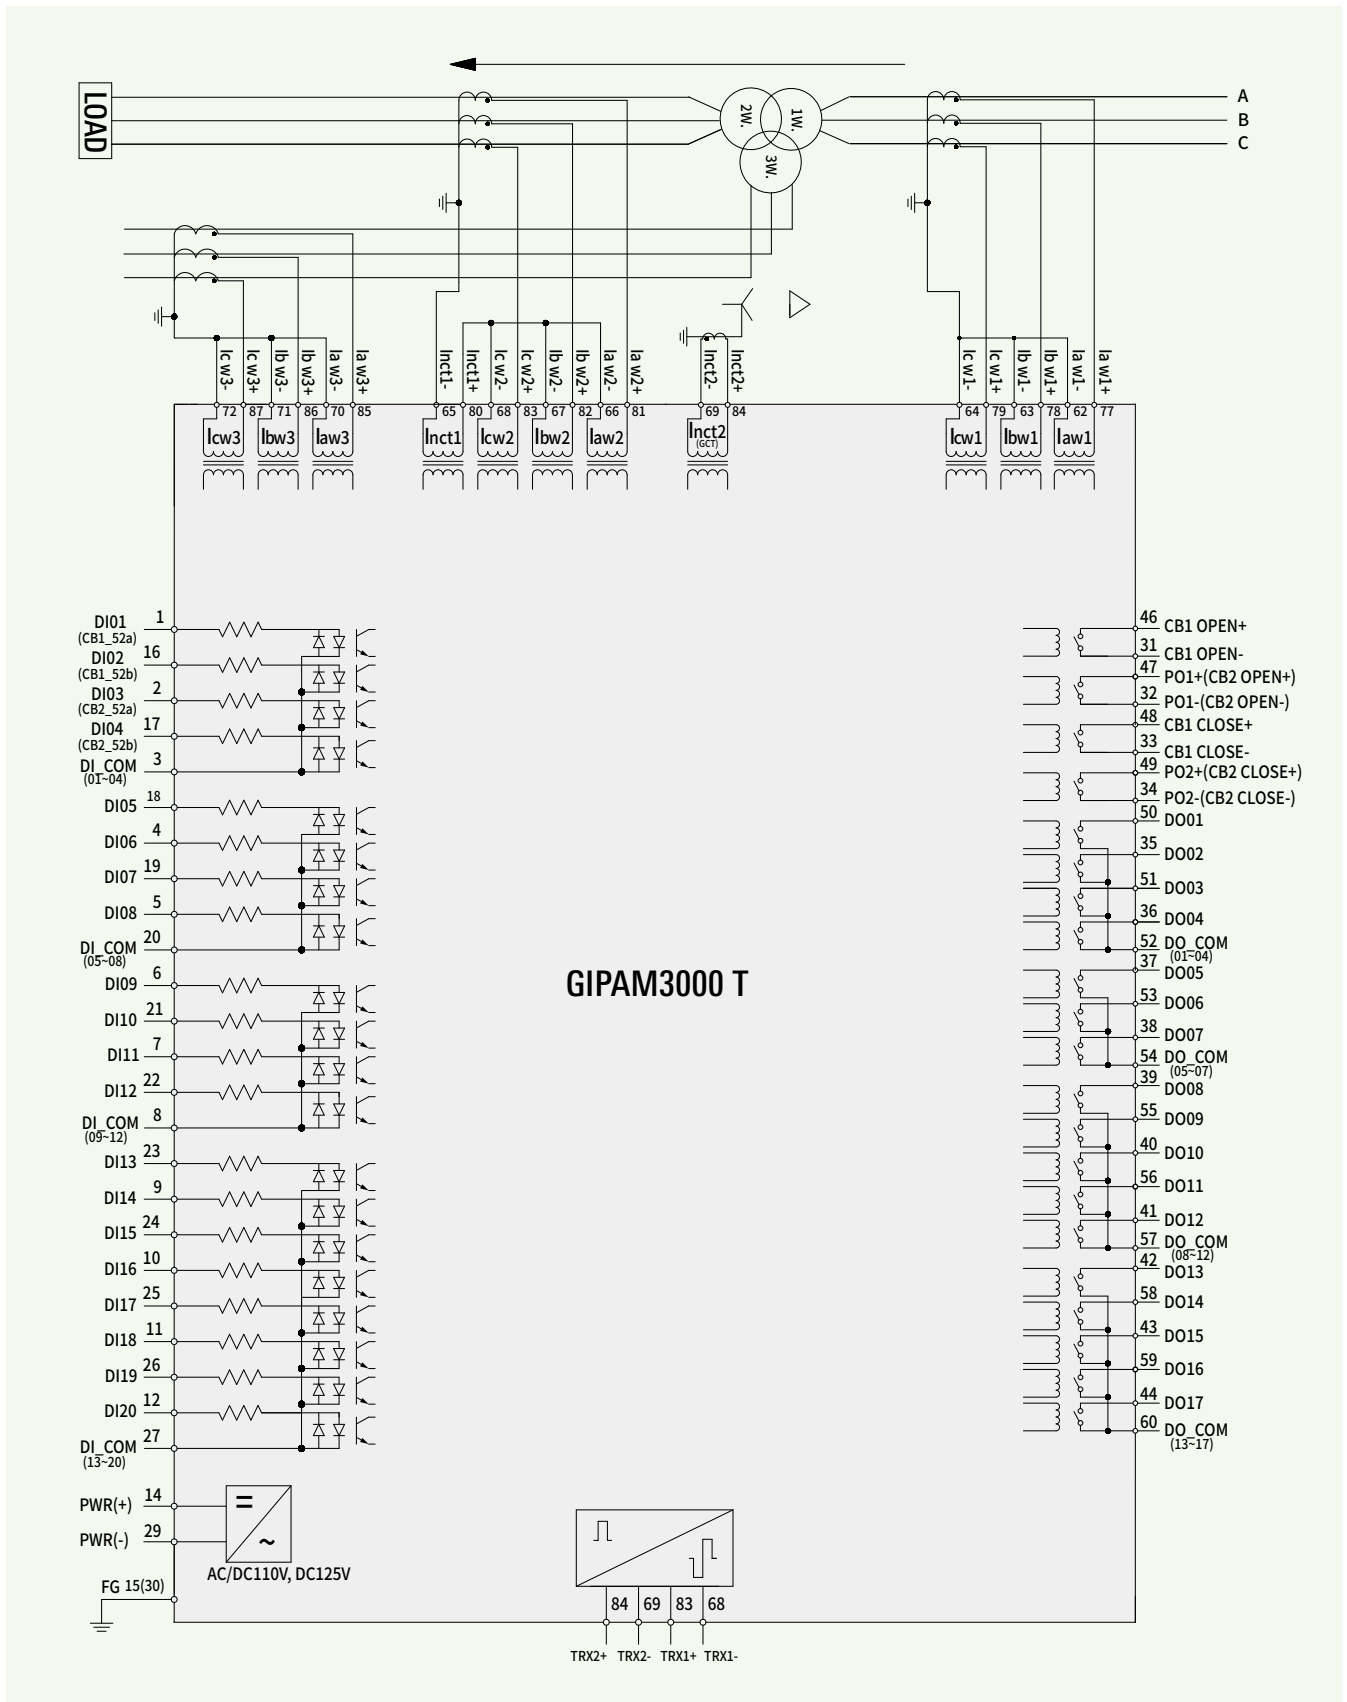 LOAD
2W.
1W.
3W.
A
B
C
Ic w3-
Ic w3+
Ib w3-
Ib w3+
Ia w3-
Ia w3+
Inct1-
Inct1+
Ic w2-
Ic w2+
Ib w2-
Ib w2+
Ia w2-
Ia w2+
Inct2-
Inct2+
Ic w1-
Ic w1+
Ib w1-
Ib w1+
Ia w1-
Ia w1+
72 87 71 86 70 85
65 80 68 83 67 82 66 81
69 84
64 79 63 78 62 77
Icw3 Ibw3 Iaw3
Inct1 Icw2 Ibw2 Iaw2
Inct2
(GCT)
Icw1 Ibw1 Iaw1
DI01 1
(CB1_52a)
DI02 16
(CB1_52b)
DI03 2
(CB2_52a)
DI04 17
(CB2_52b)
DI_COM 3
(01~04)
DI05 18
DI06 4
DI07 19
DI08 5
DI_COM 20
(05~08)
DI09 6
DI10 21
DI11 7
DI12 22
DI_COM 8
(09~12)
DI13 23
DI14 9
DI15 24
DI16 10
DI17 25
DI18 11
DI19 26
DI20 12
DI_COM 27
(13~20)
PWR(+) 14
PWR(-) 29
= ~
AC/DC110V, DC125V
FG 15(30)
GIPAM3000 T
46 CB1 OPEN+
31 CB1 OPEN-
47 PO1+(CB2 OPEN+)
32 PO1-(CB2 OPEN-)
48 CB1 CLOSE+
33 CB1 CLOSE-
49 PO2+(CB2 CLOSE+)
34 PO2-(CB2 CLOSE-)
50 DO01
35 DO02
51 DO03
36 DO04
52 DO_COM
(01~04)
37 DO05
53 DO06
38 DO07
54 DO_COM
(05~07)
39 DO08
55 DO09
40 DO10
56 DO11
41 DO12
57 DO_COM
(08~12)
42 DO13
58 DO14
43 DO15
59 DO16
44 DO17
60 DO_COM
(13~17)
84 69 83 68
TRX2+ TRX2- TRX1+ TRX1-